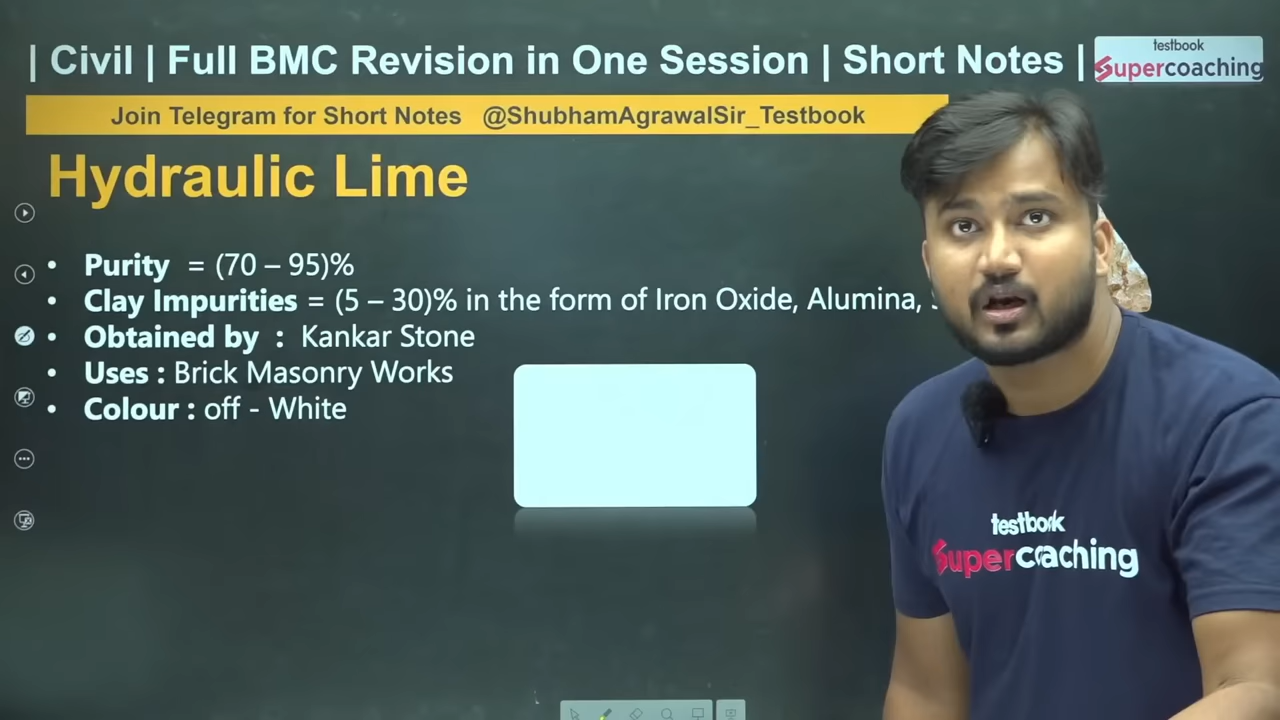 | Civil | Full BMC Revision in One Session | Short Notes |
testbook
Supercoaching
Join Telegram for Short Notes @ShubhamAgrawalSir_Testbook
Hydraulic Lime
• Purity = (70 – 95)%
• Clay Impurities = (5 – 30)% in the form of Iron Oxide, Alumina,
• Obtained by : Kankar Stone
• Uses : Brick Masonry Works
• Colour : off - White
testbook
Supercoaching